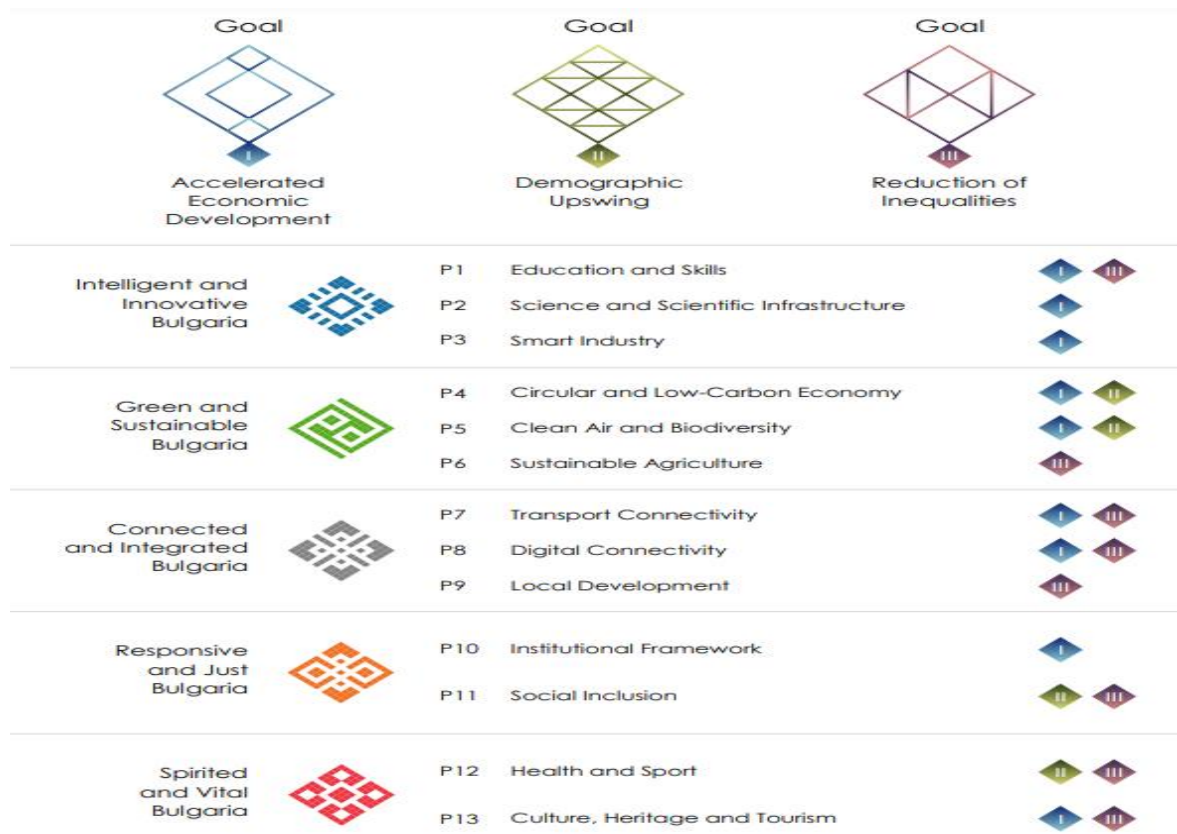 Goal
Goal
Goal
I
II
III
Accelerated
Economic
Development
Demographic
Upswing
Reduction of
Inequalities
Intelligent and
Innovative
Bulgaria
P1 Education and Skills I III
P2 Science and Scientific Infrastructure I
P3 Smart Industry I
Green and
Sustainable
Bulgaria
P4 Circular and Low-Carbon Economy I II
P5 Clean Air and Biodiversity I II
P6 Sustainable Agriculture III
Connected
and Integrated
Bulgaria
P7 Transport Connectivity I III
P8 Digital Connectivity I III
P9 Local Development III
Responsive
and Just
Bulgaria
P10 Institutional Framework I
P11 Social Inclusion II III
Spirited
and Vital
Bulgaria
P12 Health and Sport II III
P13 Culture, Heritage and Tourism I III